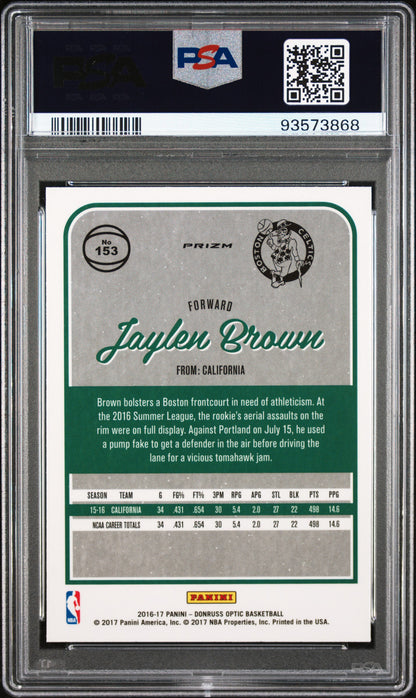 PSA
PSA
93573868
No
153
PRIZM
BOSTON CELTICS
FORWARD
Jaylen Brown
FROM: CALIFORNIA
Brown bolsters a Boston frontcourt in need of athleticism. At
the 2016 Summer League, the rookie's aerial assaults on the
rim were on full display. Against Portland on July 15, he used
a pump fake to get a defender in the air before driving the
lane for a vicious tomahawk jam.
SEASON TEAM G FG% FT% 3PM RPG APG STL BLK PTS PPG
15-16 CALIFORNIA 34 .431 .654 30 5.4 2.0 27 22 498 14.6
NCAA CAREER TOTALS 34 .431 .654 30 5.4 2.0 27 22 498 14.6
PANINI
2016-17 PANINI – DONRUSS OPTIC BASKETBALL
© 2017 Panini America, Inc. © 2017 NBA Properties, Inc. Printed in the USA.